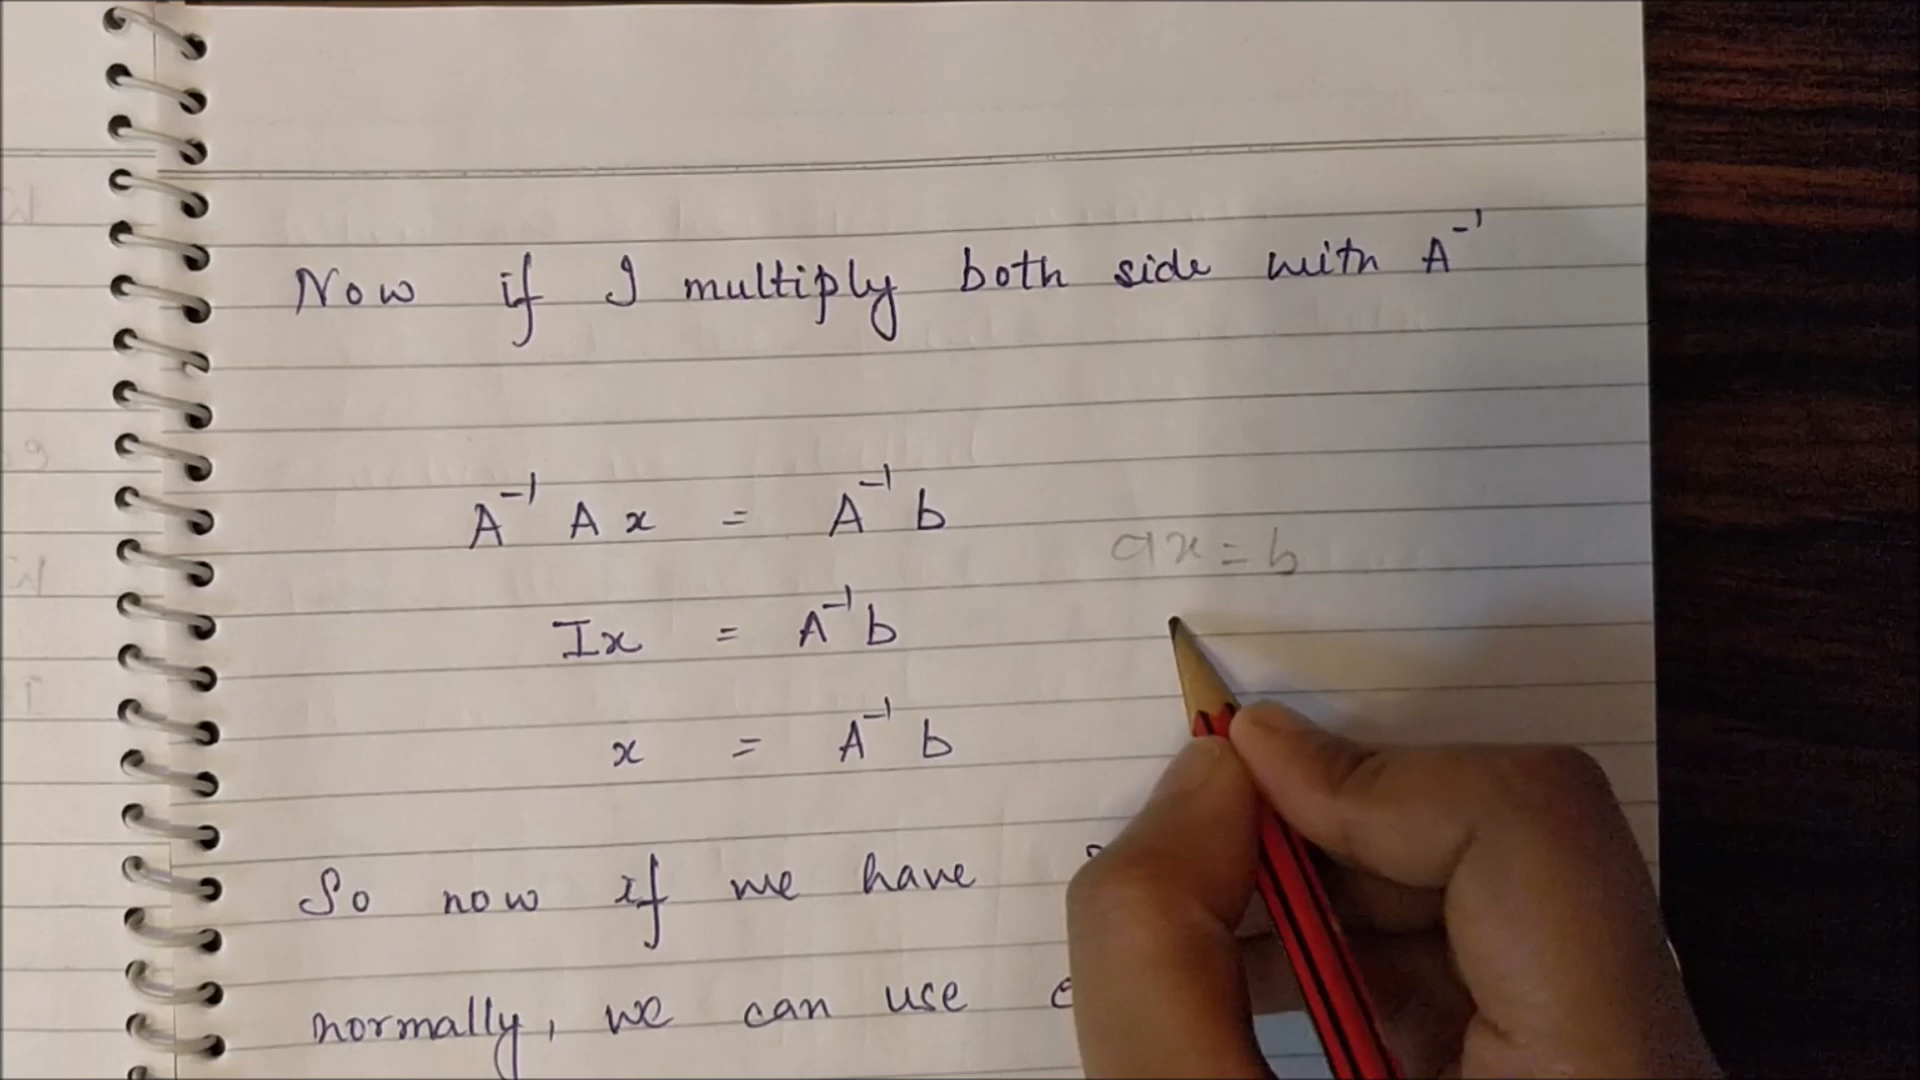 Now if I multiply both side with A⁻¹
A⁻¹ A x = A⁻¹ b
ax = b
I x = A⁻¹ b
x = A⁻¹ b
So now if we have
normally, we can use